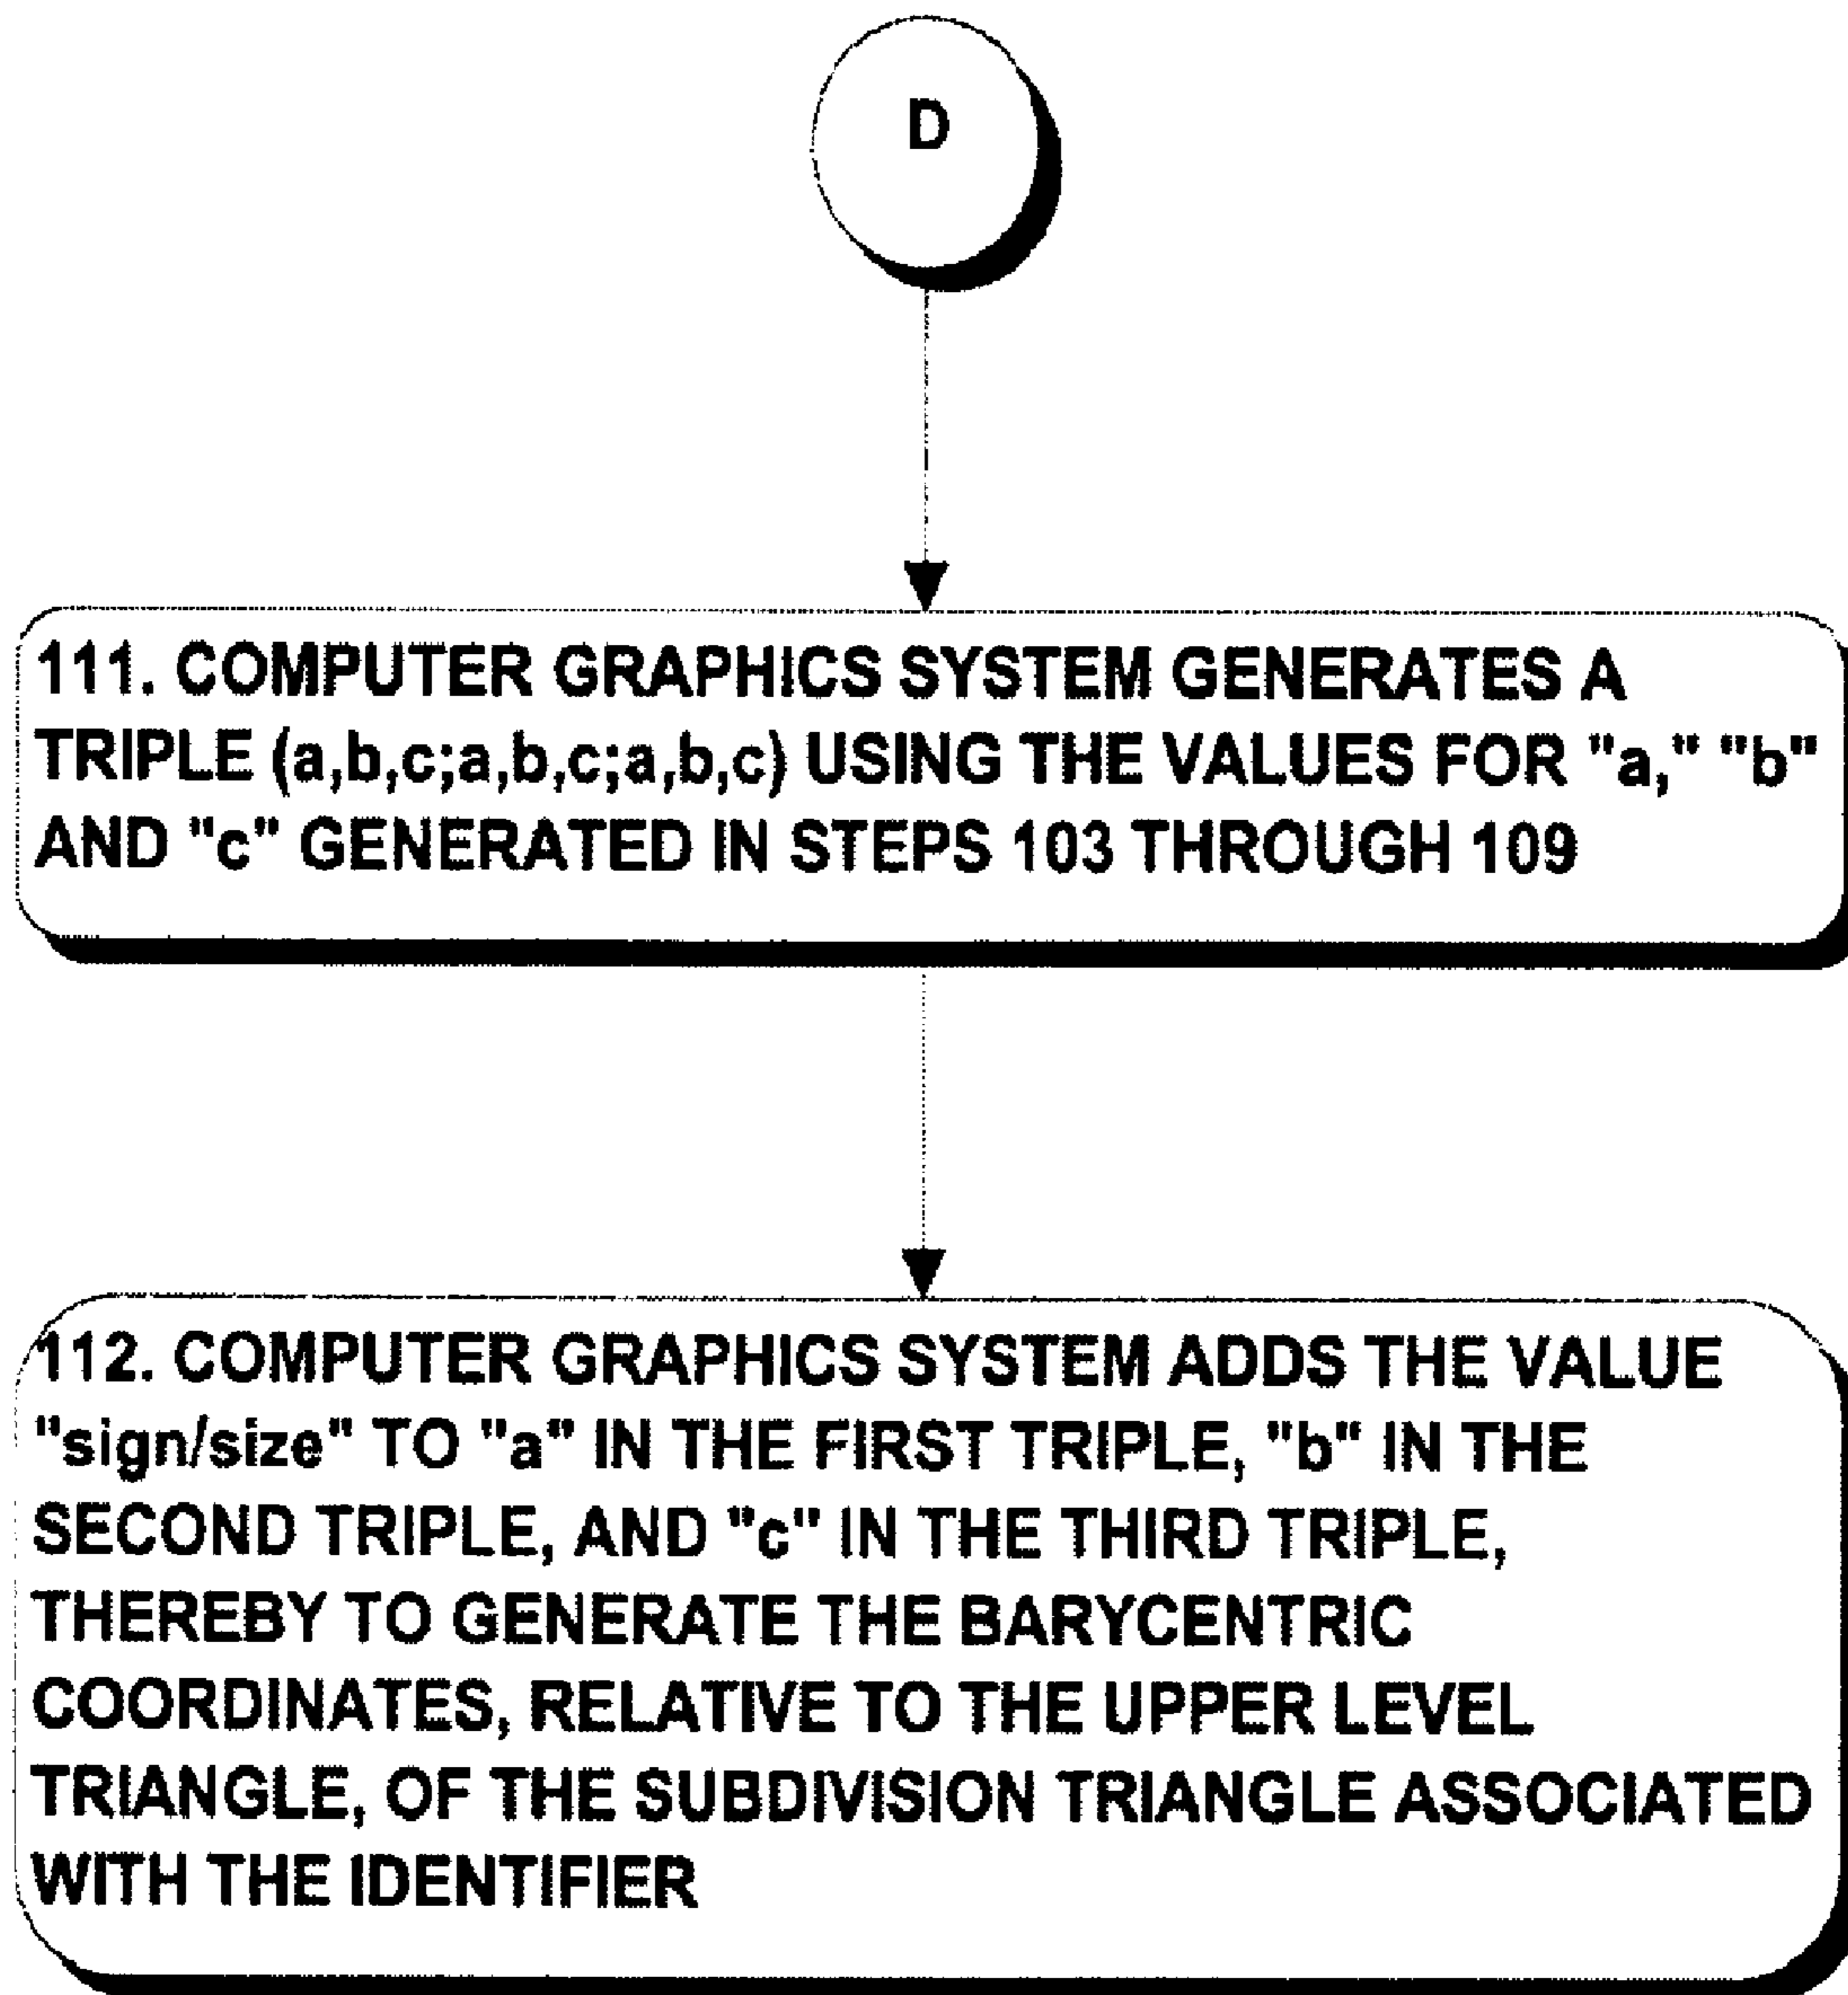 D
111. COMPUTER GRAPHICS SYSTEM GENERATES A
TRIPLE (a,b,c;a,b,c;a,b,c) USING THE VALUES FOR "a," "b"
AND "c" GENERATED IN STEPS 103 THROUGH 109
112. COMPUTER GRAPHICS SYSTEM ADDS THE VALUE
"sign/size" TO "a" IN THE FIRST TRIPLE, "b" IN THE
SECOND TRIPLE, AND "c" IN THE THIRD TRIPLE,
THEREBY TO GENERATE THE BARYCENTRIC
COORDINATES, RELATIVE TO THE UPPER LEVEL
TRIANGLE, OF THE SUBDIVISION TRIANGLE ASSOCIATED
WITH THE IDENTIFIER